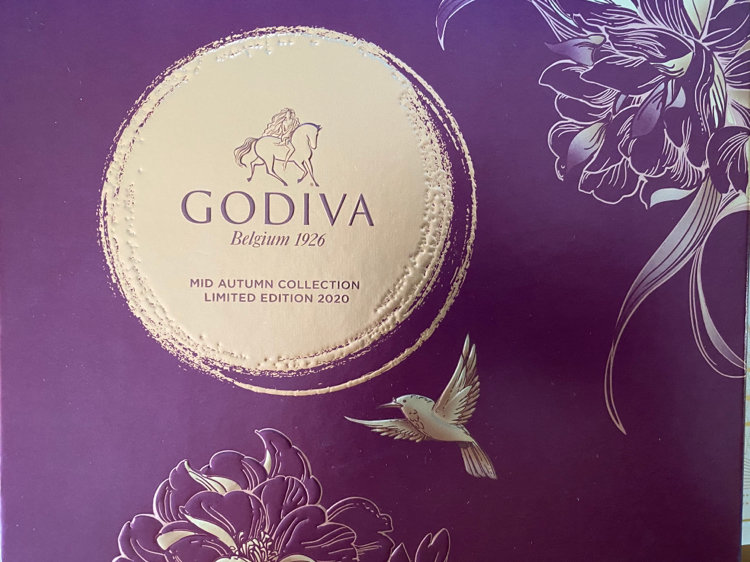 GODIVA
Belgium 1926
MID AUTUMN COLLECTION
LIMITED EDITION 2020